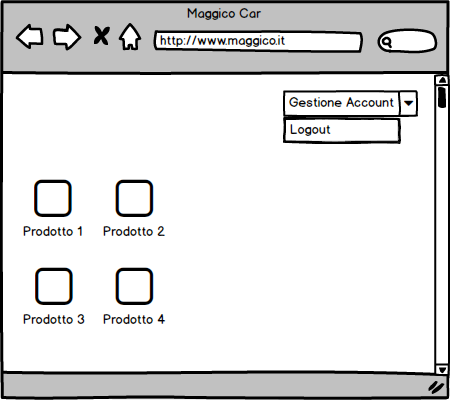 Maggico Car
http://www.maggico.it
Gestione Account
Logout
Prodotto 1 Prodotto 2
Prodotto 3 Prodotto 4